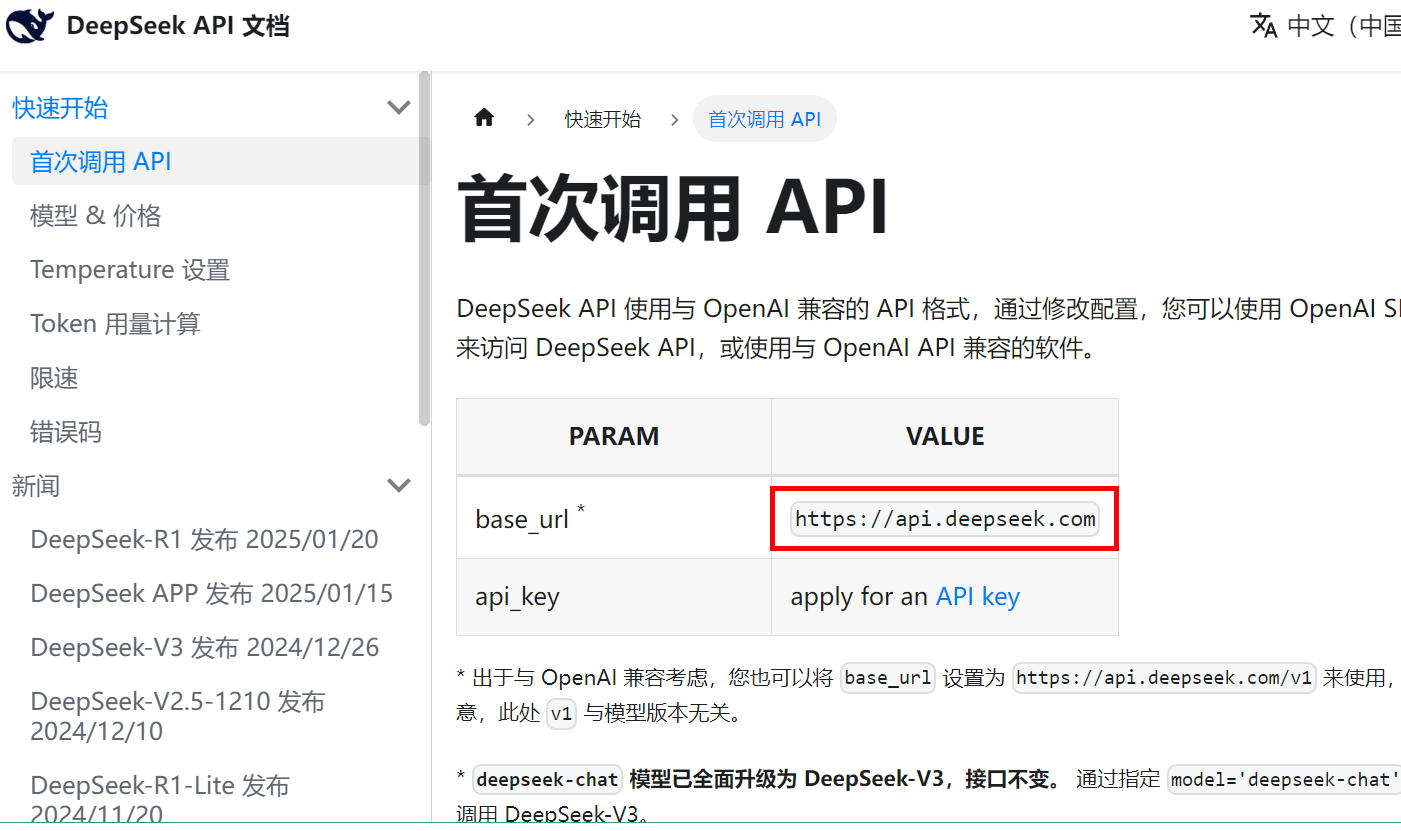 DeepSeek API 文档
中文（中国
快速开始
首次调用 API
模型 & 价格
Temperature 设置
Token 用量计算
限速
错误码
新闻
DeepSeek-R1 发布 2025/01/20
DeepSeek APP 发布 2025/01/15
DeepSeek-V3 发布 2024/12/26
DeepSeek-V2.5-1210 发布
2024/12/10
DeepSeek-R1-Lite 发布
2024/11/20
快速开始 首次调用 API
首次调用 API
DeepSeek API 使用与 OpenAI 兼容的 API 格式，通过修改配置，您可以使用 OpenAI
来访问 DeepSeek API，或使用与 OpenAI API 兼容的软件。
PARAM VALUE
base_url * https://api.deepseek.com
api_key apply for an API key
* 出于与 OpenAI 兼容考虑，您也可以将 base_url 设置为 https://api.deepseek.com/v1 来使用，
意，此处 v1 与模型版本无关。
* deepseek-chat 模型已全面升级为 DeepSeek-V3，接口不变。 通过指定 model='deepseek-chat'
调用 DeepSeek-V3。